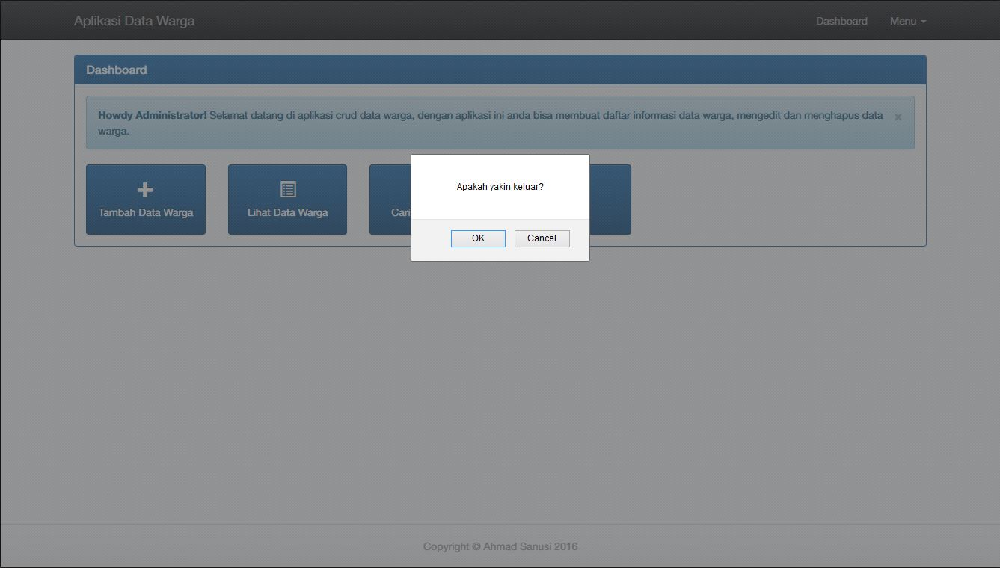 Aplikasi Data Warga
Dashboard
Menu
Dashboard
Howdy Administrator! Selamat datang di aplikasi crud data warga, dengan aplikasi ini anda bisa membuat daftar informasi data warga, mengedit dan menghapus data
warga.
×
Tambah Data Warga
Lihat Data Warga
Cari
Apakah yakin keluar?
OK
Cancel
Copyright © Ahmad Sanusi 2016